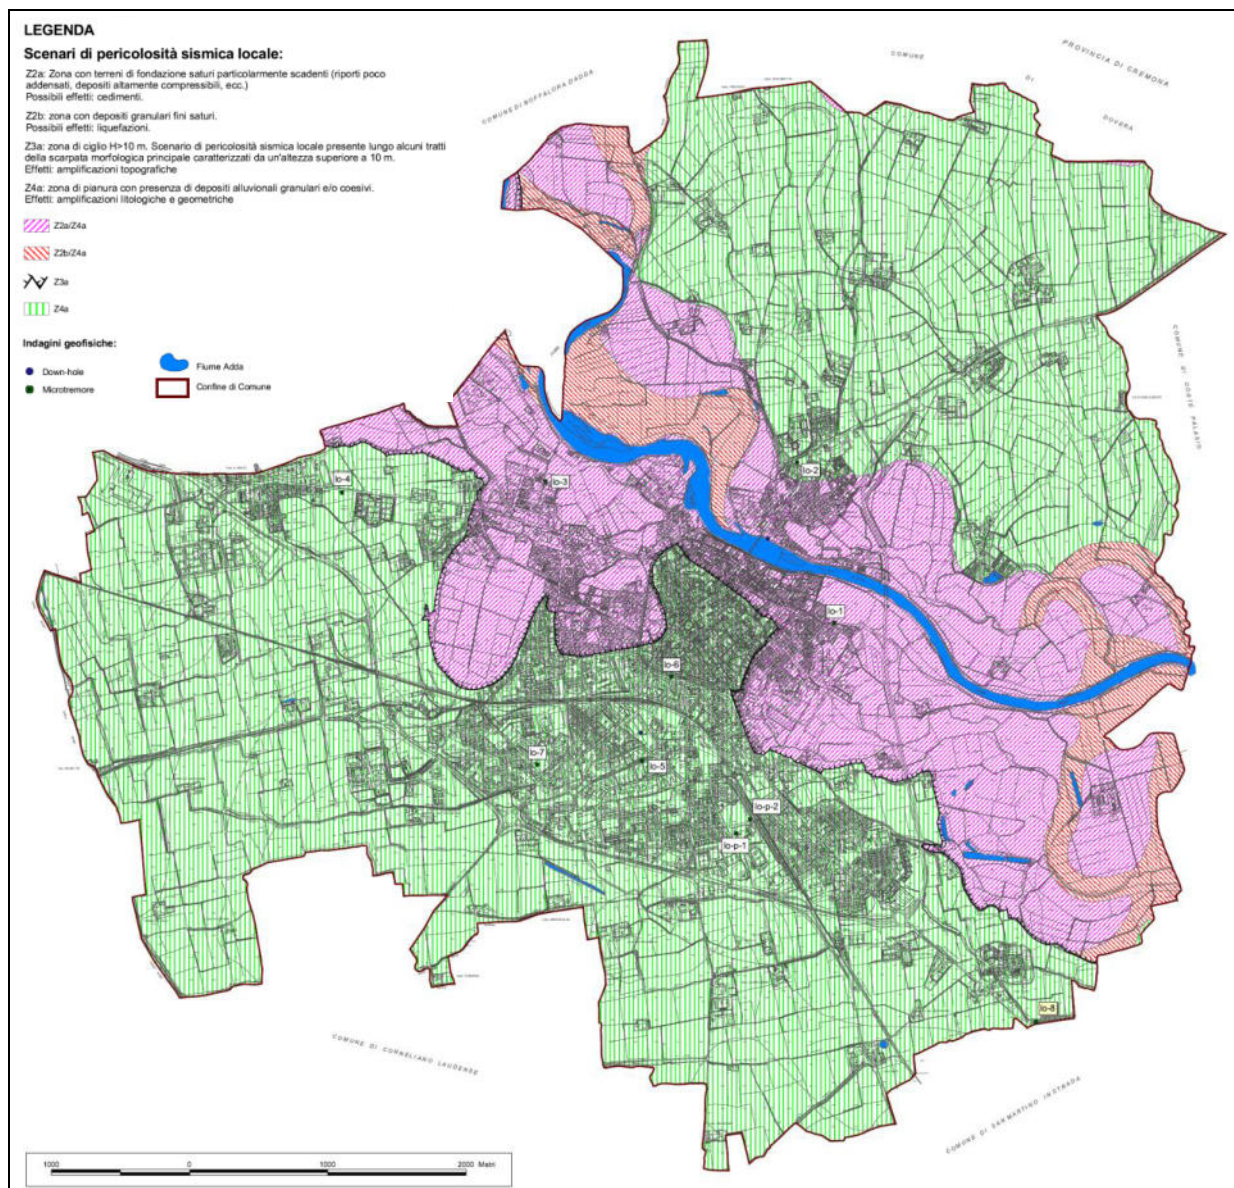 LEGENDA
Scenari di pericolosità sismica locale:
Z2a: Zona con terreni di fondazione saturi particolarmente scadenti (riporti poco
addensati, depositi altamente compressibili, ecc.)
Possibili effetti: cedimenti.
Z2b: zona con depositi granulari fini saturi.
Possibili effetti: liquefazioni.
Z3a: zona di ciglio H>10 m. Scenario di pericolosità sismica locale presente lungo alcuni tratti
della scarpata morfologica principale caratterizzati da un'altezza superiore a 10 m.
Effetti: amplificazioni topografiche
Z4a: zona di pianura con presenza di depositi alluvionali granulari e/o coesivi.
Effetti: amplificazioni litologiche e geometriche
Z2a/Z4a
Z2b/Z4a
Z3a
Z4a
Indagini geofisiche:
Down-hole
Microtremore
Fiume Adda
Confine di Comune
COMUNE DI BOFFALORA D'ADDA
COMUNE
DI
DOVERA
PROVINCIA DI CREMONA
COMUNE DI CORTE PALASIO
lo-2
lo-3
lo-4
lo-1
lo-6
lo-7
lo-5
lo-p-2
lo-p-1
lo-8
COMUNE DI CORNELIANO LAUDENSE
COMUNE DI SAN MARTINO IN STRADA
1000 0 1000 2000 Metri